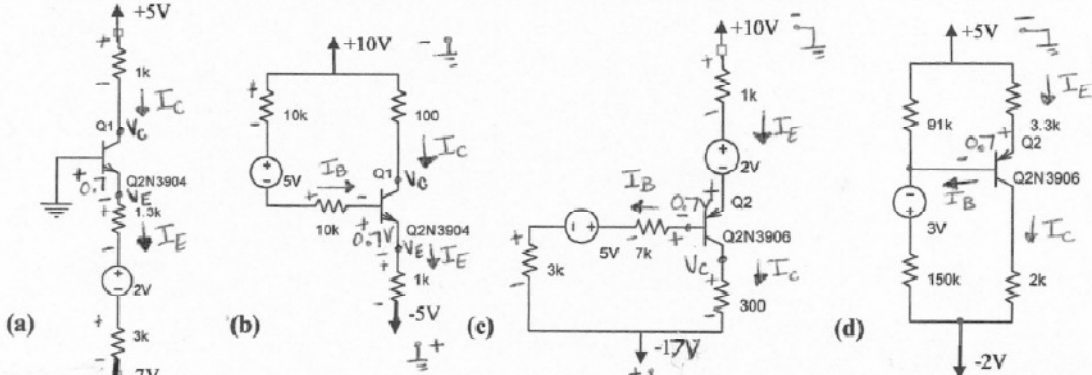 +5V
1k
I_C
Q1
V_C
0.7
Q2N3904
V_E
1.3k
I_E
2V
3k
(a)
-7V
+10V
10k
100
I_C
5V
I_B
Q1
V_C
10k
0.7V
Q2N3904
V_E
I_E
1k
-5V
(b)
+10V
1k
I_E
2V
I_B
0.7V
Q2
Q2N3906
5V
7k
3k
V_C
I_C
300
-17V
(c)
+5V
I_E
91k
3.3k
0.7
Q2
Q2N3906
I_B
3V
I_C
150k
2k
(d)
-2V